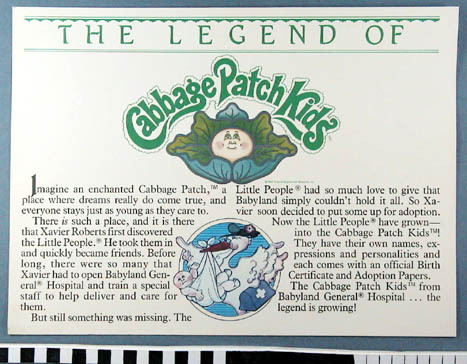 THE LEGEND OF
Cabbage Patch Kids™
Imagine an enchanted Cabbage Patch,™ a
place where dreams really do come true, and
everyone stays just as young as they care to.
There is such a place, and it is there
that Xavier Roberts first discovered
the Little People.® He took them in
and quickly became friends. Before
long, there were so many that
Xavier had to open Babyland Gen-
eral® Hospital and train a special
staff to help deliver and care for
them.
But still something was missing. The
Little People® had so much love to give that
Babyland simply couldn't hold it all. So Xa-
vier soon decided to put some up for adoption.
Now the Little People® have grown—
into the Cabbage Patch Kids™!
They have their own names, ex-
pressions and personalities and
each comes with an official Birth
Certificate and Adoption Papers.
The Cabbage Patch Kids™ from
Babyland General® Hospital . . . the
legend is growing!